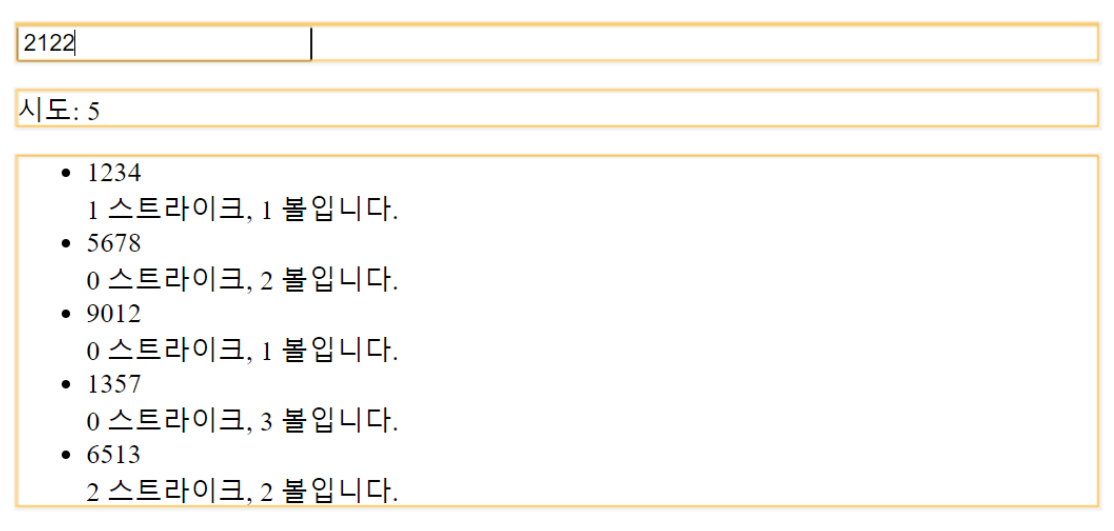 2122
시도: 5
1234
1 스트라이크, 1 볼입니다.
5678
0 스트라이크, 2 볼입니다.
9012
0 스트라이크, 1 볼입니다.
1357
0 스트라이크, 3 볼입니다.
6513
2 스트라이크, 2 볼입니다.